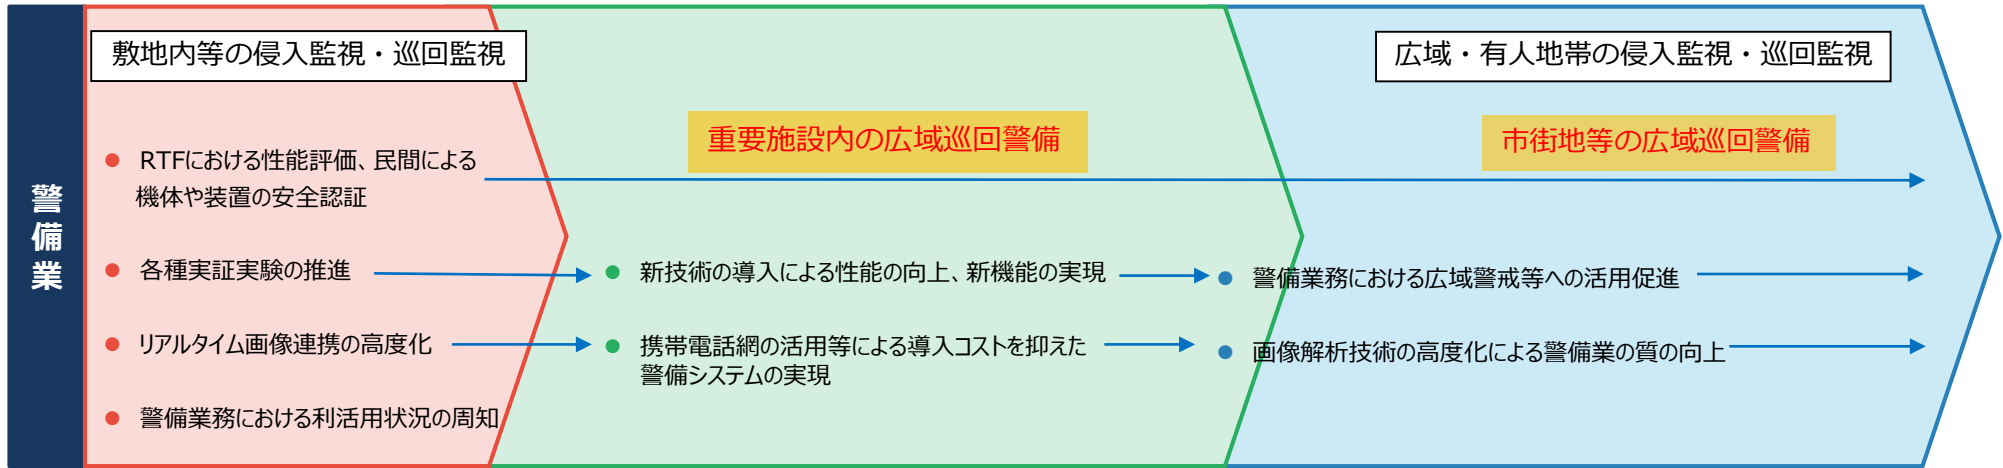 警備業
敷地内等の侵入監視・巡回監視
● RTFにおける性能評価、民間による
機体や装置の安全認証
● 各種実証実験の推進
● リアルタイム画像連携の高度化
● 警備業務における利活用状況の周知
重要施設内の広域巡回警備
● 新技術の導入による性能の向上、新機能の実現
● 携帯電話網の活用等による導入コストを抑えた
警備システムの実現
広域・有人地帯の侵入監視・巡回監視
市街地等の広域巡回警備
● 警備業務における広域警戒等への活用促進
● 画像解析技術の高度化による警備業の質の向上